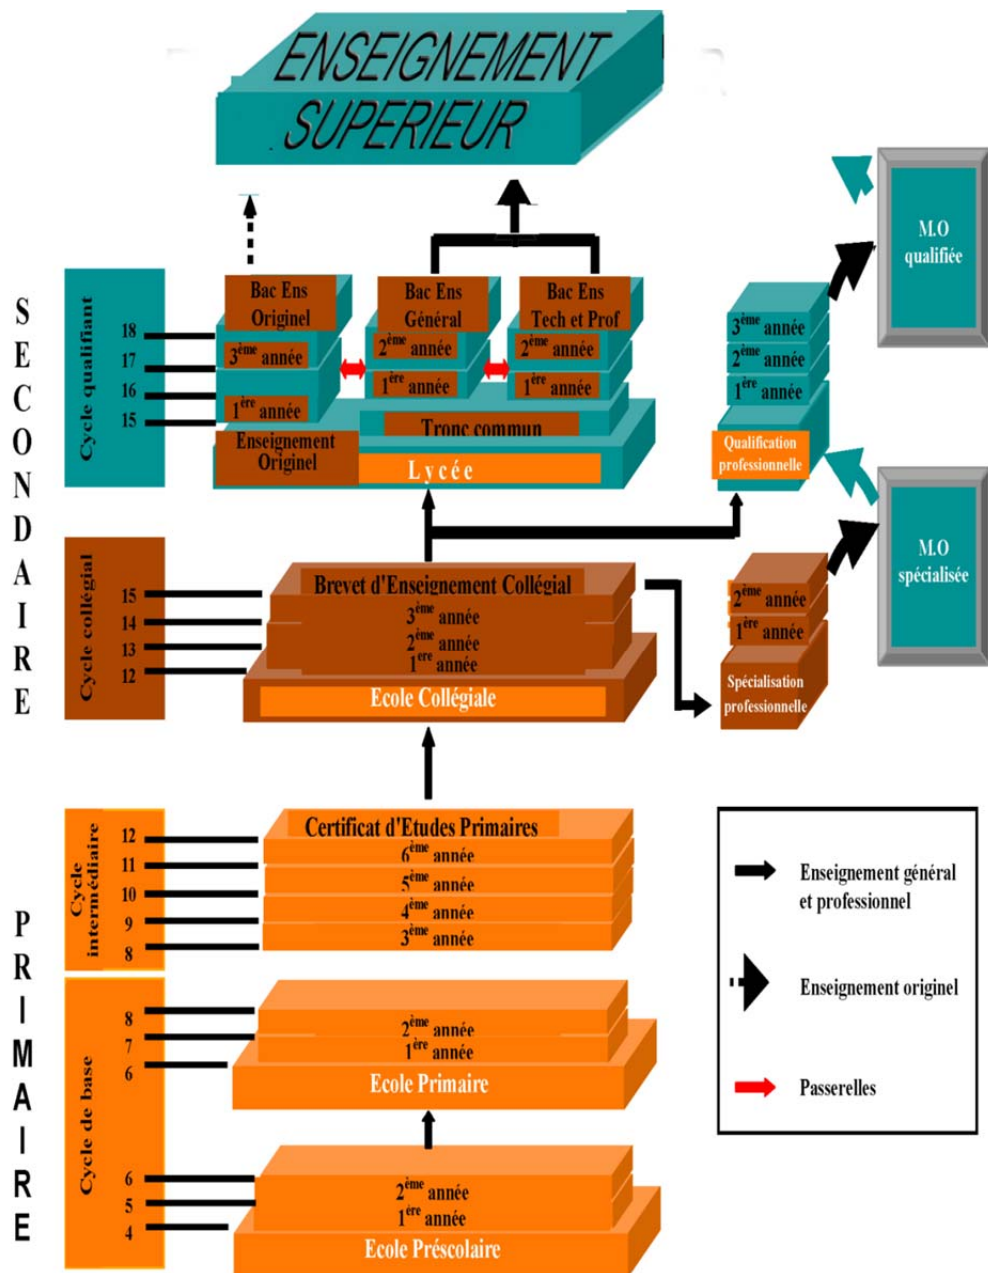 ENSEIGNEMENT
SUPERIEUR
SECONDAIRE
Cycle qualifiant
18
17
16
15
Bac Ens
Originel
3ème année
1ère année
Enseignement
Originel
Bac Ens
Général
2ème année
1ère année
Bac Ens
Tech et Prof
2ème année
1ère année
Tronc commun
Lycée
3ème année
2ème année
1ère année
Qualification
professionnelle
M.O
qualifiée
M.O
spécialisée
Cycle collégial
15
14
13
12
Brevet d'Enseignement Collégial
3ème année
2ème année
1ere année
Ecole Collégiale
2ème année
1ère année
Spécialisation
professionnelle
PRIMAIRE
Cycle
intermédiaire
12
11
10
9
8
Certificat d'Etudes Primaires
6ème année
5ème année
4ème année
3ème année
Cycle de base
8
7
6
2ème année
1ère année
Ecole Primaire
6
5
4
2ème année
1ère année
Ecole Préscolaire
Enseignement général
et professionnel
Enseignement originel
Passerelles